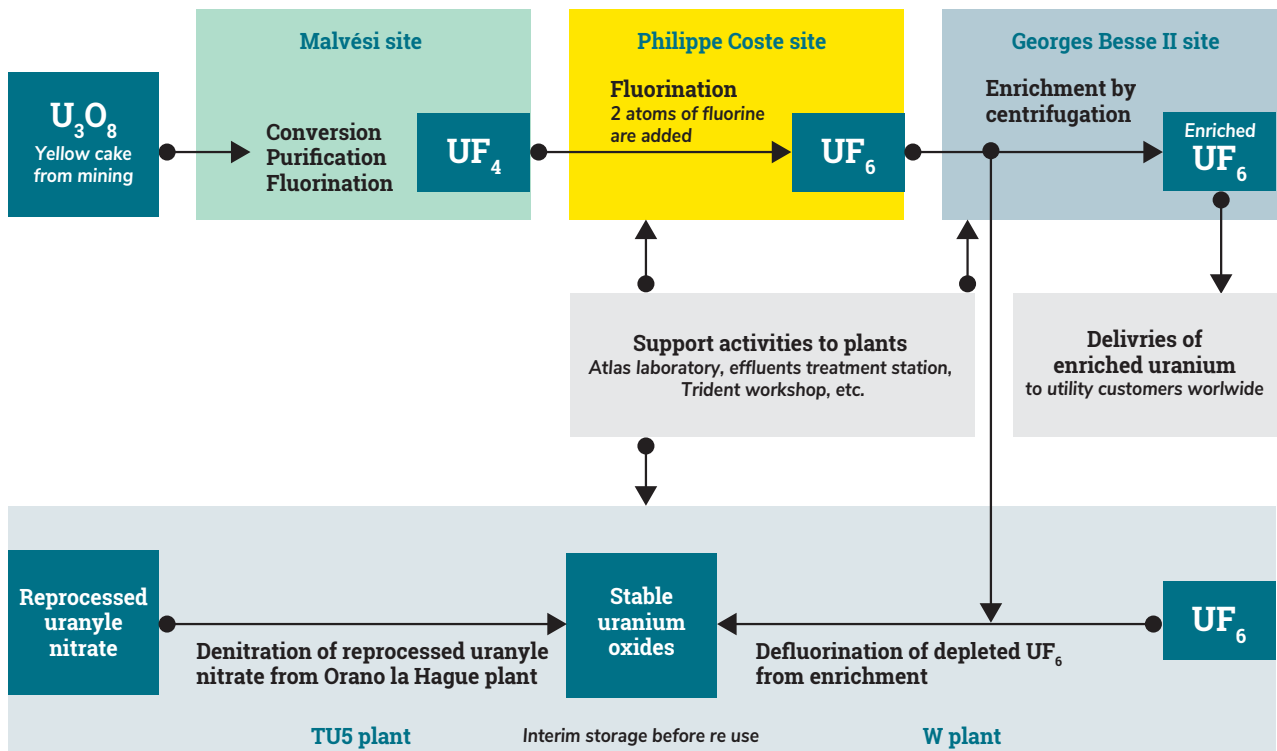 Malvési site
Philippe Coste site
Georges Besse II site
U3O8
Yellow cake
from mining
Conversion
Purification
Fluorination
UF4
Fluorination
2 atoms of fluorine
are added
UF6
Enrichment by
centrifugation
Enriched
UF6
Support activities to plants
Atlas laboratory, effluents treatment station,
Trident workshop, etc.
Delivries of
enriched uranium
to utility customers worlwide
Reprocessed
uranyle
nitrate
Denitration of reprocessed uranyle
nitrate from Orano la Hague plant
Stable
uranium
oxides
Defluorination of depleted UF6
from enrichment
UF6
TU5 plant
Interim storage before re use
W plant